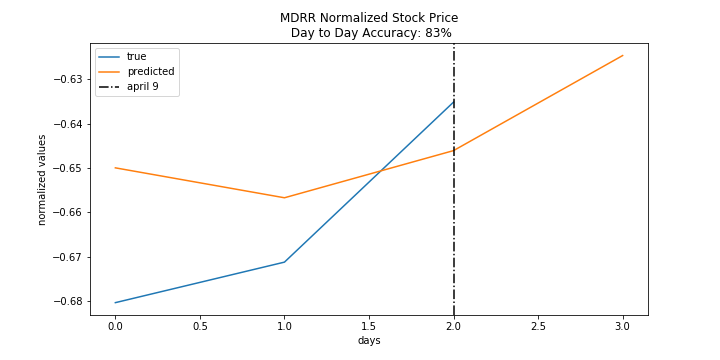 MDRR Normalized Stock Price
Day to Day Accuracy: 83%
true
predicted
april 9
−0.63
−0.64
−0.65
−0.66
−0.67
−0.68
normalized values
0.0 0.5 1.0 1.5 2.0 2.5 3.0
days